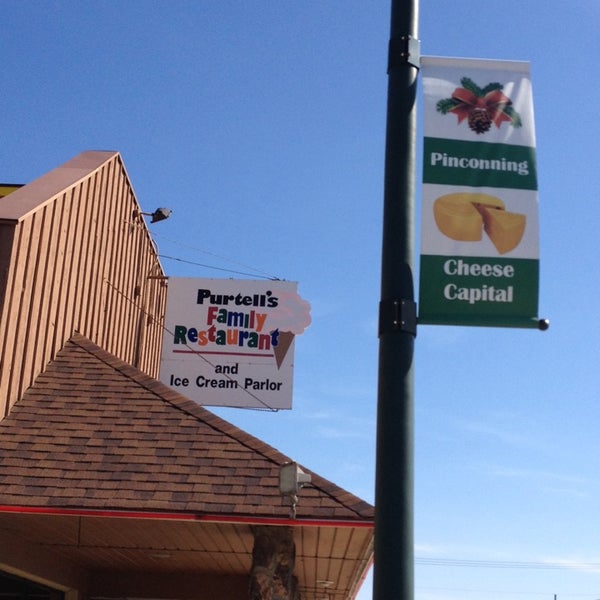 Purtell's
Family
Restaurant
and
Ice Cream Parlor
Pinconning
Cheese
Capital